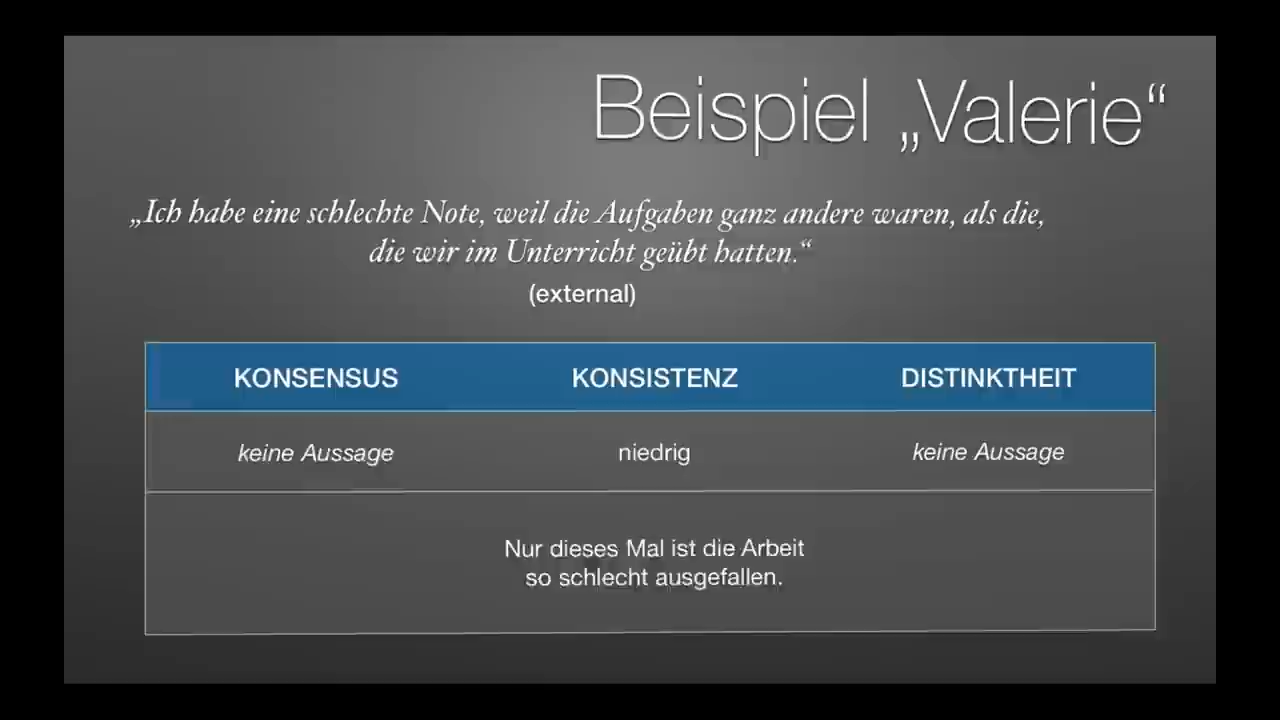 Beispiel „Valerie“
„Ich habe eine schlechte Note, weil die Aufgaben ganz andere waren, als die,
die wir im Unterricht geübt hatten.“
(external)
KONSENSUS KONSISTENZ DISTINKTHEIT
keine Aussage niedrig keine Aussage
Nur dieses Mal ist die Arbeit
so schlecht ausgefallen.